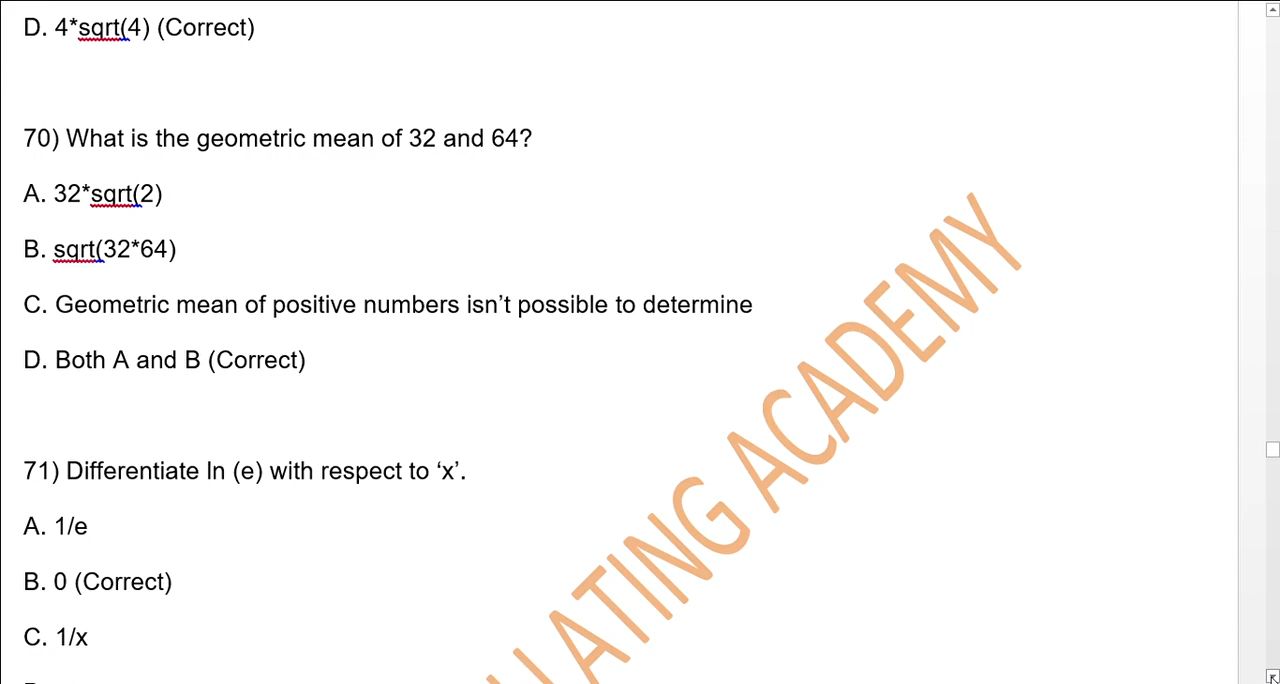 D. 4*sqrt(4) (Correct)
70) What is the geometric mean of 32 and 64?
A. 32*sqrt(2)
B. sqrt(32*64)
C. Geometric mean of positive numbers isn’t possible to determine
D. Both A and B (Correct)
71) Differentiate ln (e) with respect to ‘x’.
A. 1/e
B. 0 (Correct)
C. 1/x
ACADEMY